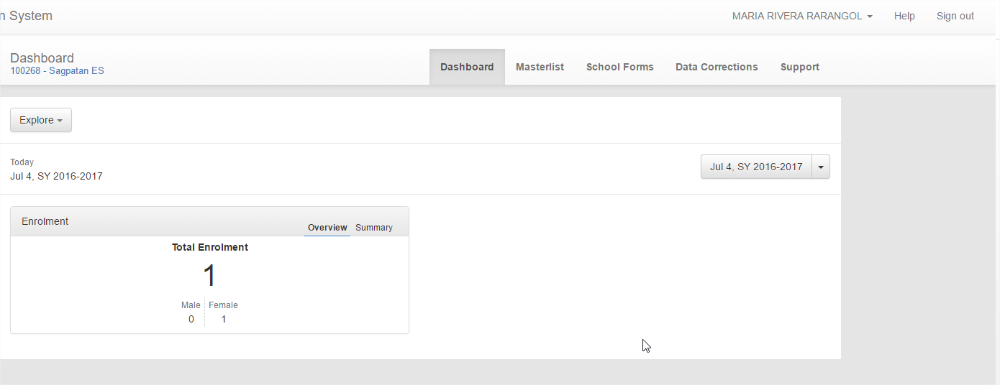 n System
MARIA RIVERA RARANGOL Help Sign out
Dashboard
100268 - Sagpatan ES
Dashboard Masterlist School Forms Data Corrections Support
Explore
Today
Jul 4, SY 2016-2017
Jul 4, SY 2016-2017
Enrolment
Overview Summary
Total Enrolment
1
Male Female
0 1